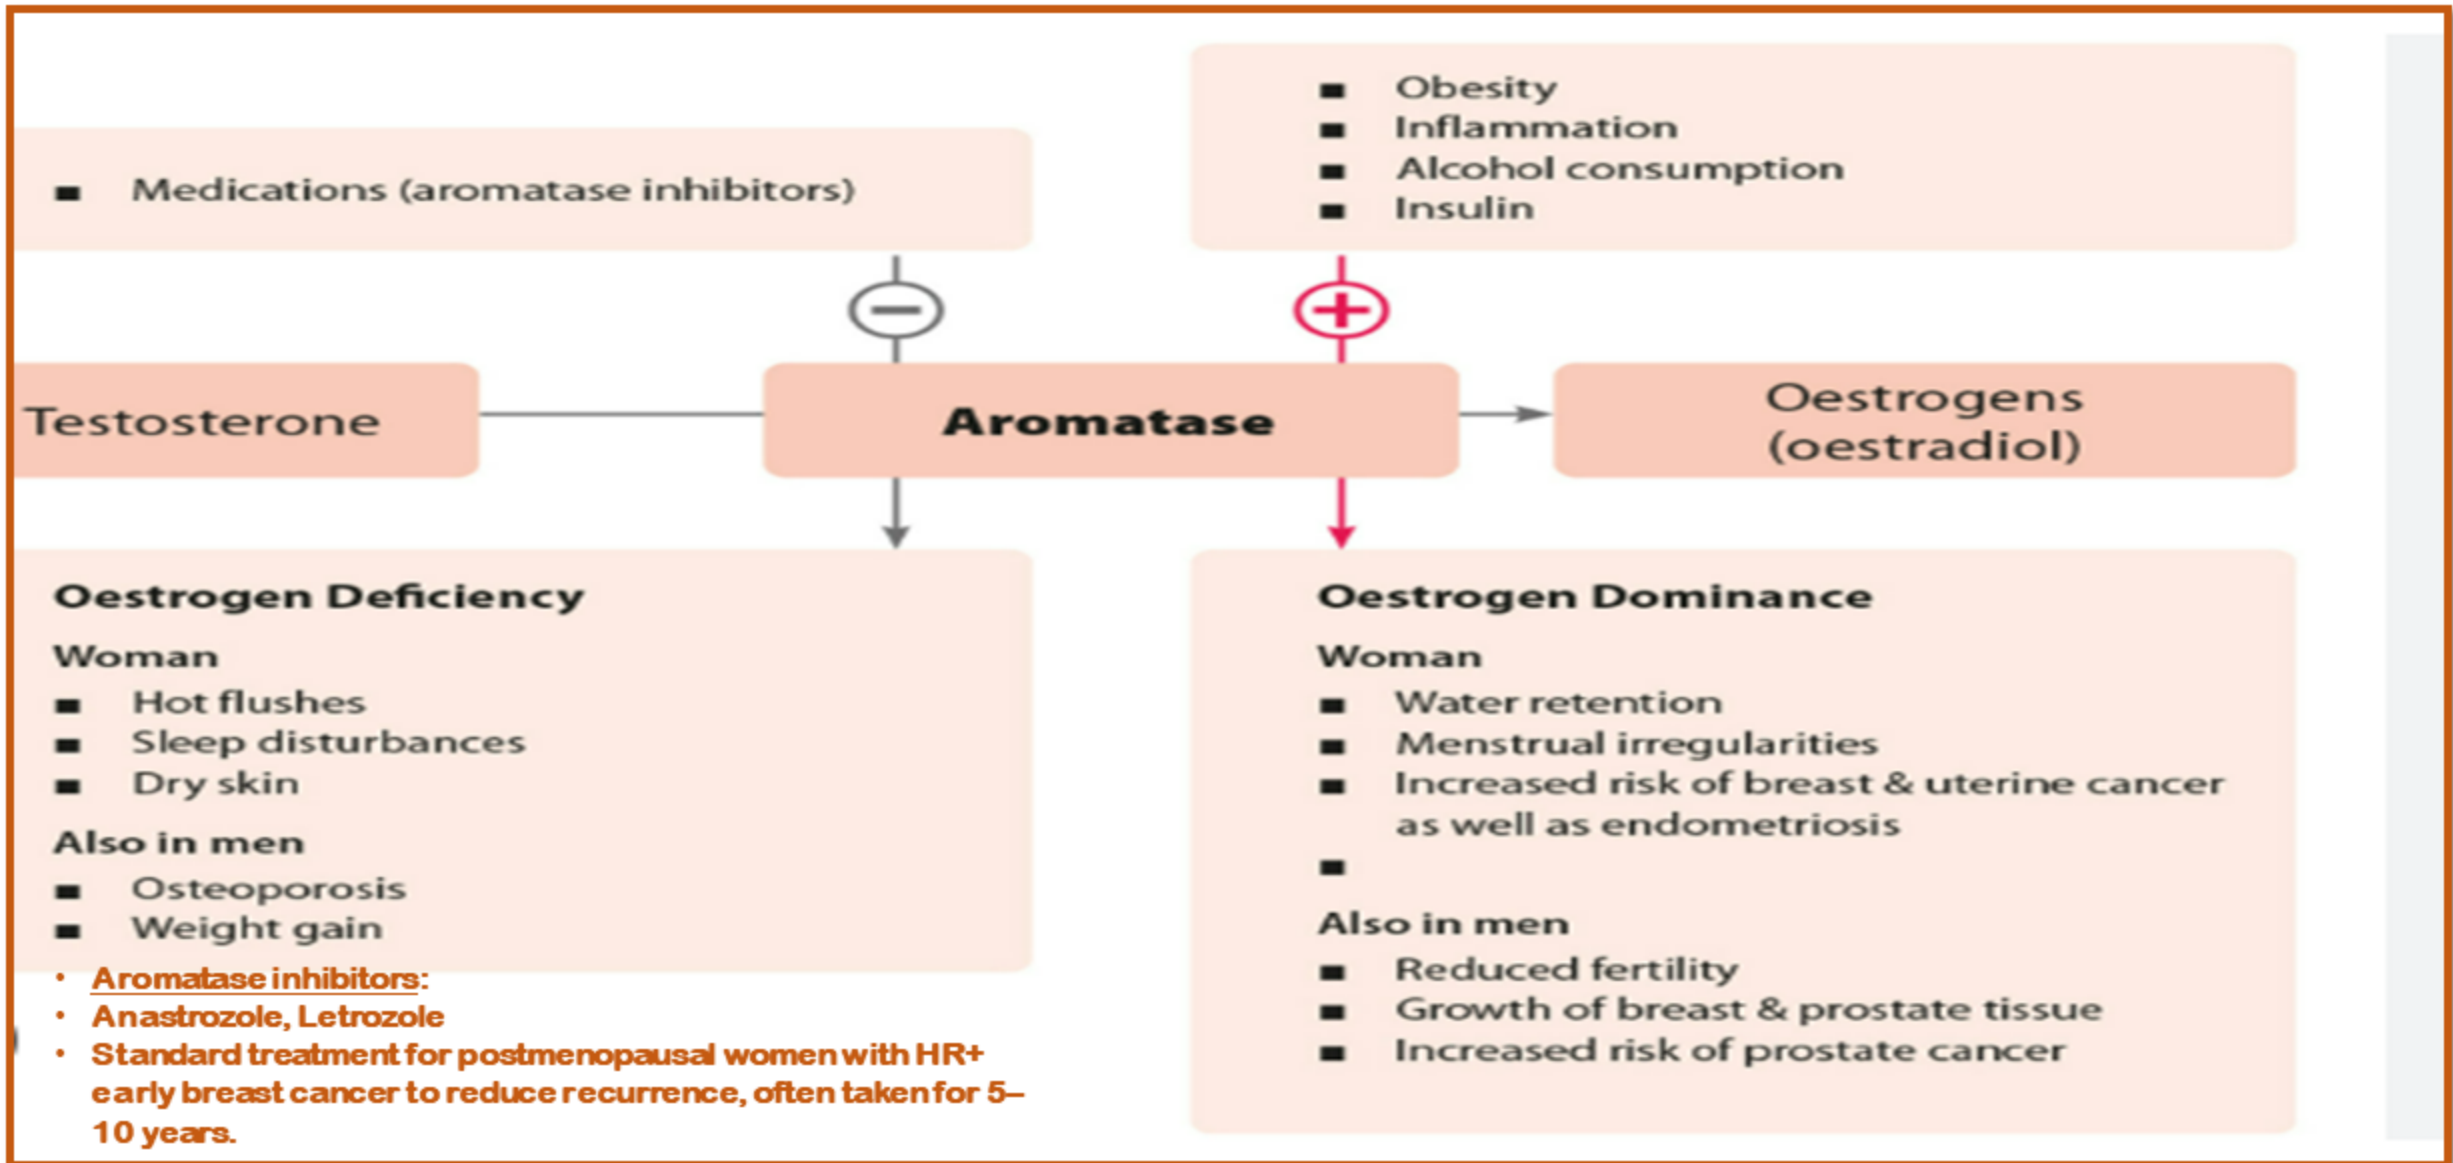 Medications (aromatase inhibitors)
Obesity
Inflammation
Alcohol consumption
Insulin
Testosterone
Aromatase
Oestrogens
(oestradiol)
Oestrogen Deficiency
Woman
Hot flushes
Sleep disturbances
Dry skin
Also in men
Osteoporosis
Weight gain
• Aromatase inhibitors:
• Anastrozole, Letrozole
• Standard treatment for postmenopausal women with HR+
early breast cancer to reduce recurrence, often taken for 5–
10 years.
Oestrogen Dominance
Woman
Water retention
Menstrual irregularities
Increased risk of breast & uterine cancer
as well as endometriosis
Also in men
Reduced fertility
Growth of breast & prostate tissue
Increased risk of prostate cancer